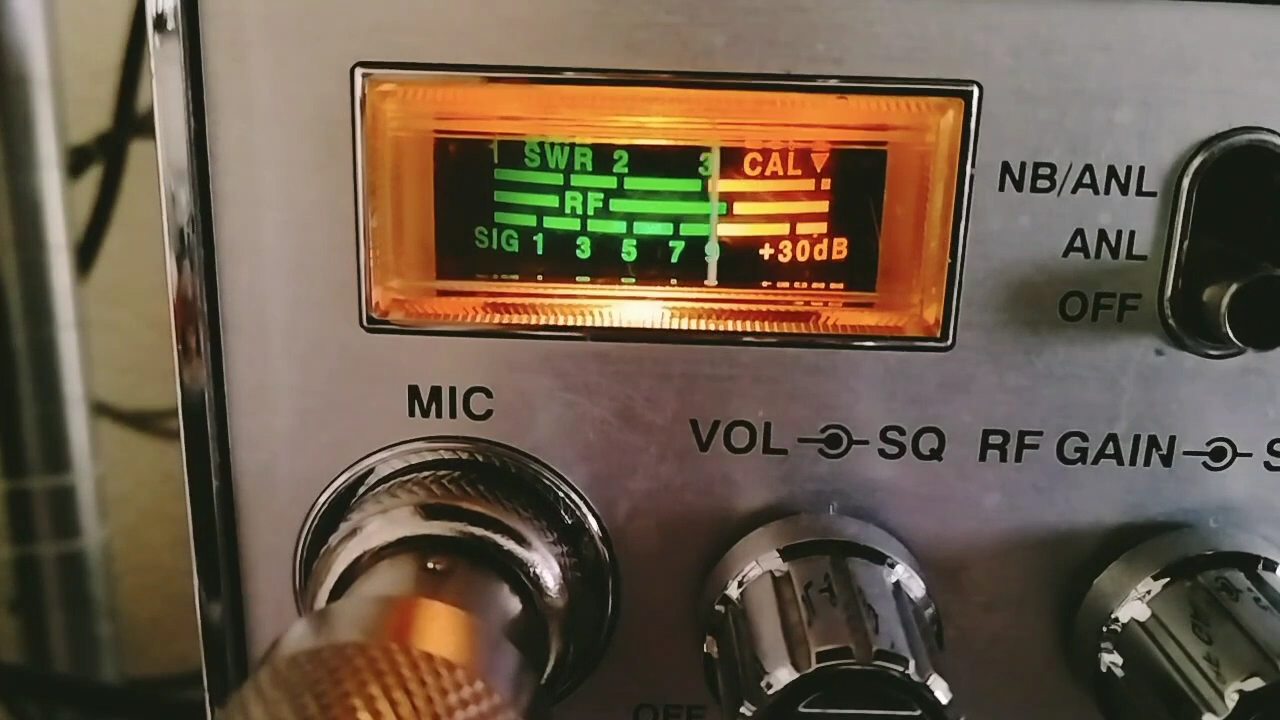 1 SWR 2 3 CAL
RF
SIG 1 3 5 7 9 +30dB
NB/ANL
ANL
OFF
MIC
VOL SQ RF GAIN S
OFF